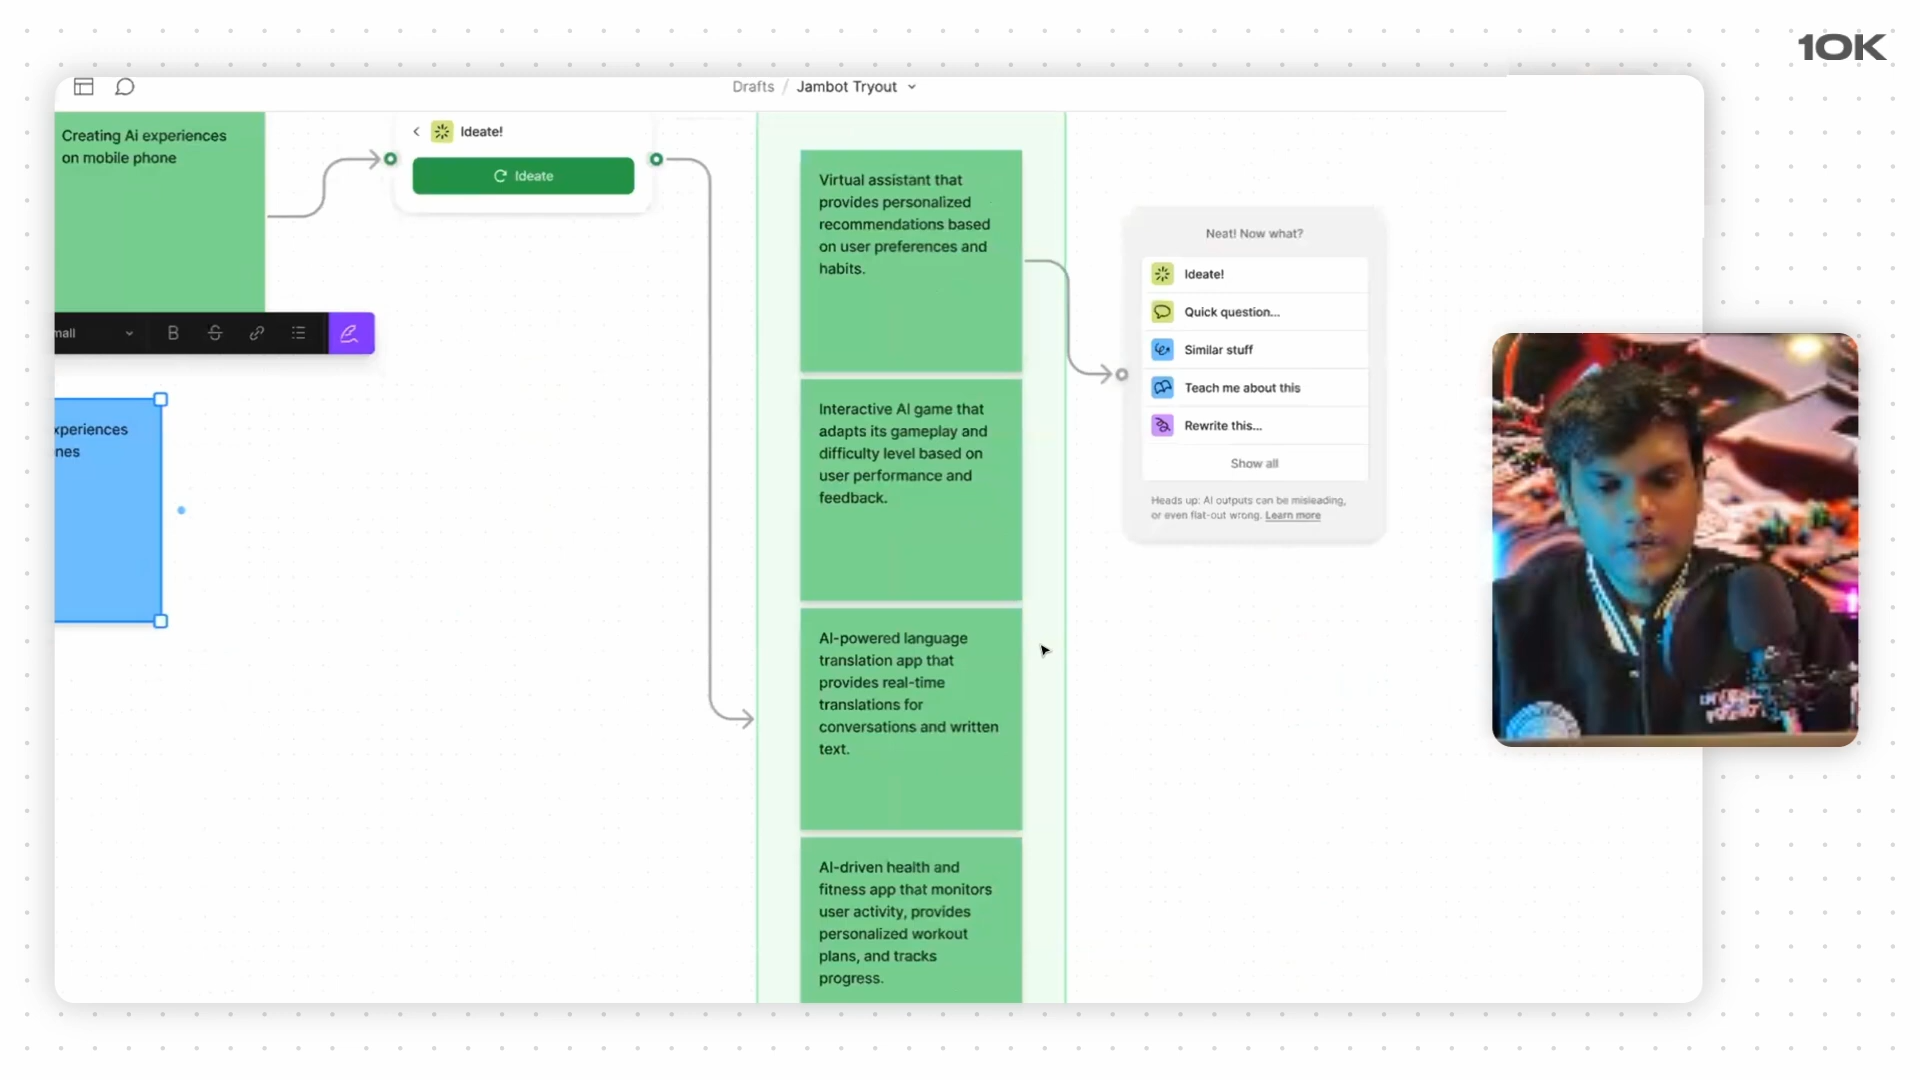 10K
Drafts / Jambot Tryout
Creating Ai experiences
on mobile phone
Ideate!
Ideate
B
xperiences
nes
Virtual assistant that
provides personalized
recommendations based
on user preferences and
habits.
Interactive AI game that
adapts its gameplay and
difficulty level based on
user performance and
feedback.
AI-powered language
translation app that
provides real-time
translations for
conversations and written
text.
AI-driven health and
fitness app that monitors
user activity, provides
personalized workout
plans, and tracks
progress.
Neat! Now what?
Ideate!
Quick question...
Similar stuff
Teach me about this
Rewrite this...
Show all
Heads up: AI outputs can be misleading,
or even flat-out wrong. Learn more